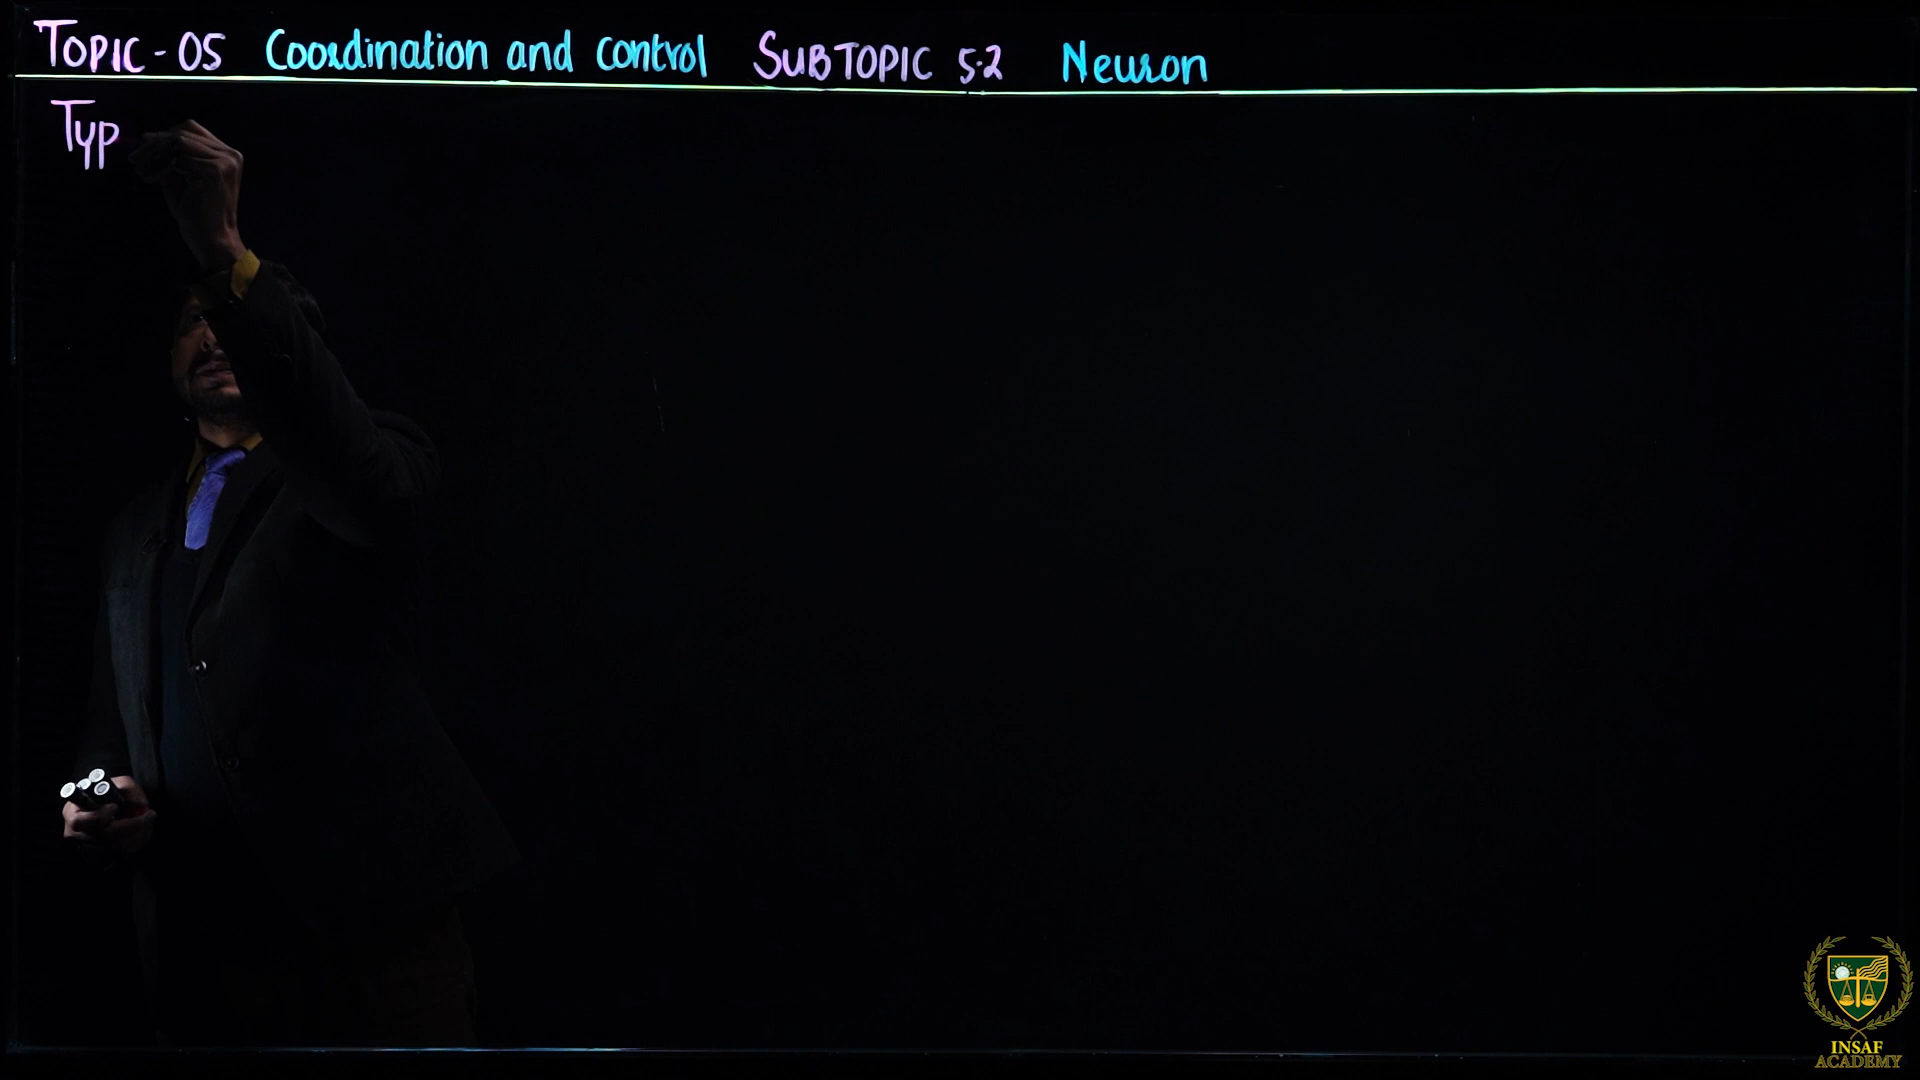 TOPIC - 05 Coordination and control SUBTOPIC 5.2 Neuron
Typ
INSAF
ACADEMY